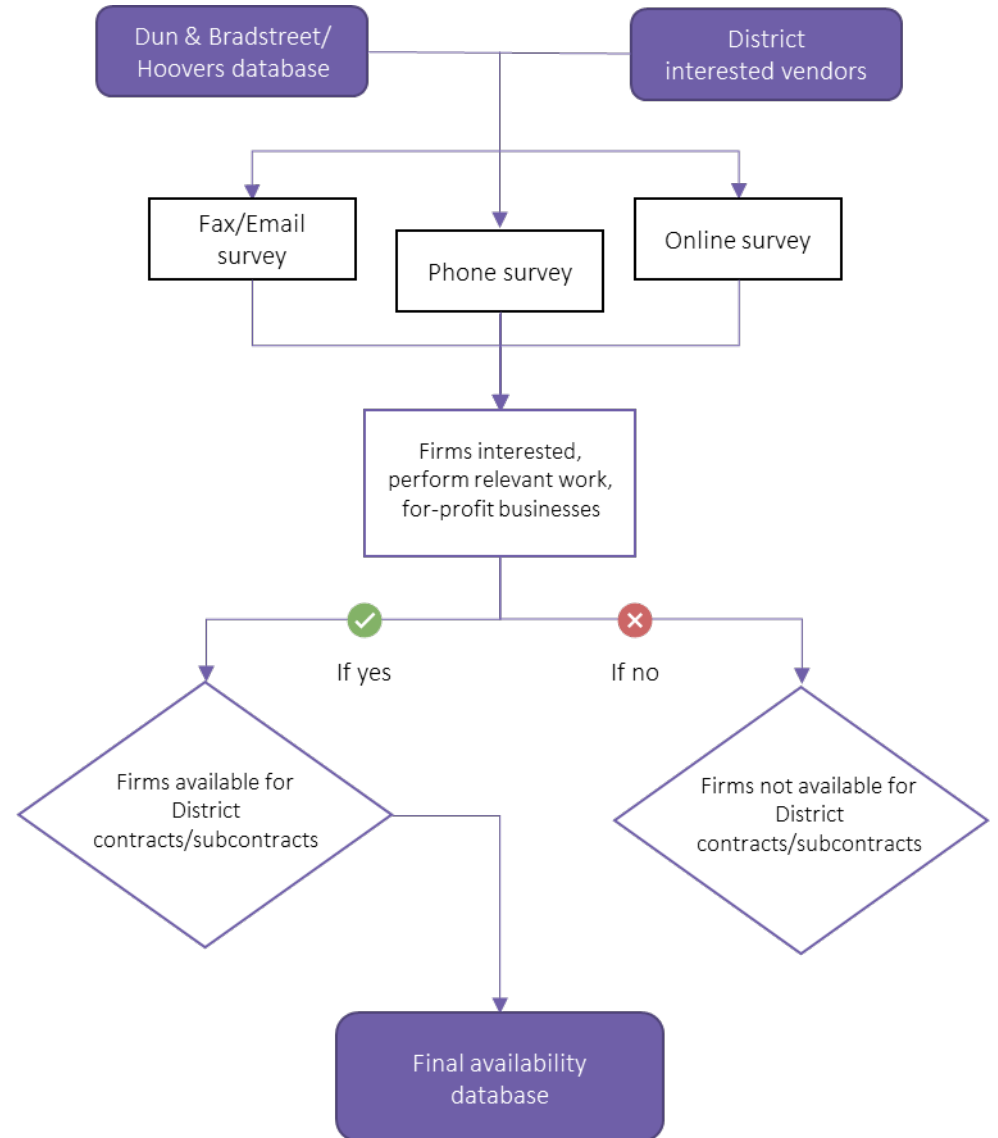 Dun & Bradstreet/
Hoovers database
District
interested vendors
Fax/Email
survey
Phone survey
Online survey
Firms interested,
perform relevant work,
for-profit businesses
If yes
If no
Firms available for
District
contracts/subcontracts
Firms not available for
District
contracts/subcontracts
Final availability
database